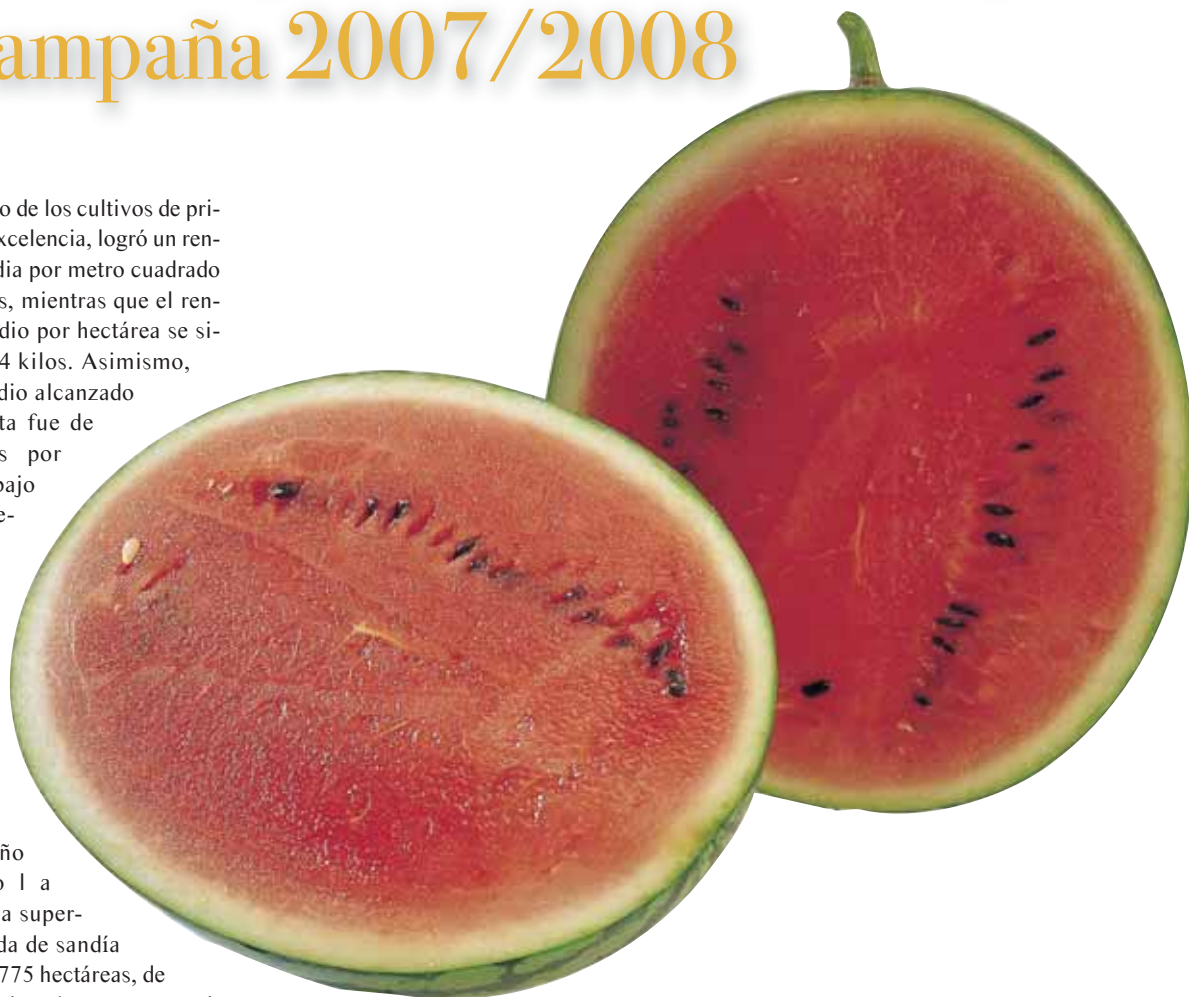 ampaña 2007/2008
o de los cultivos de pri-
xcelencia, logró un ren-
dia por metro cuadrado
s, mientras que el ren-
dio por hectárea se si-
4 kilos. Asimismo,
dio alcanzado
ta fue de
s por
bajo
e-
ño
o l a
a super-
da de sandía
775 hectáreas, de